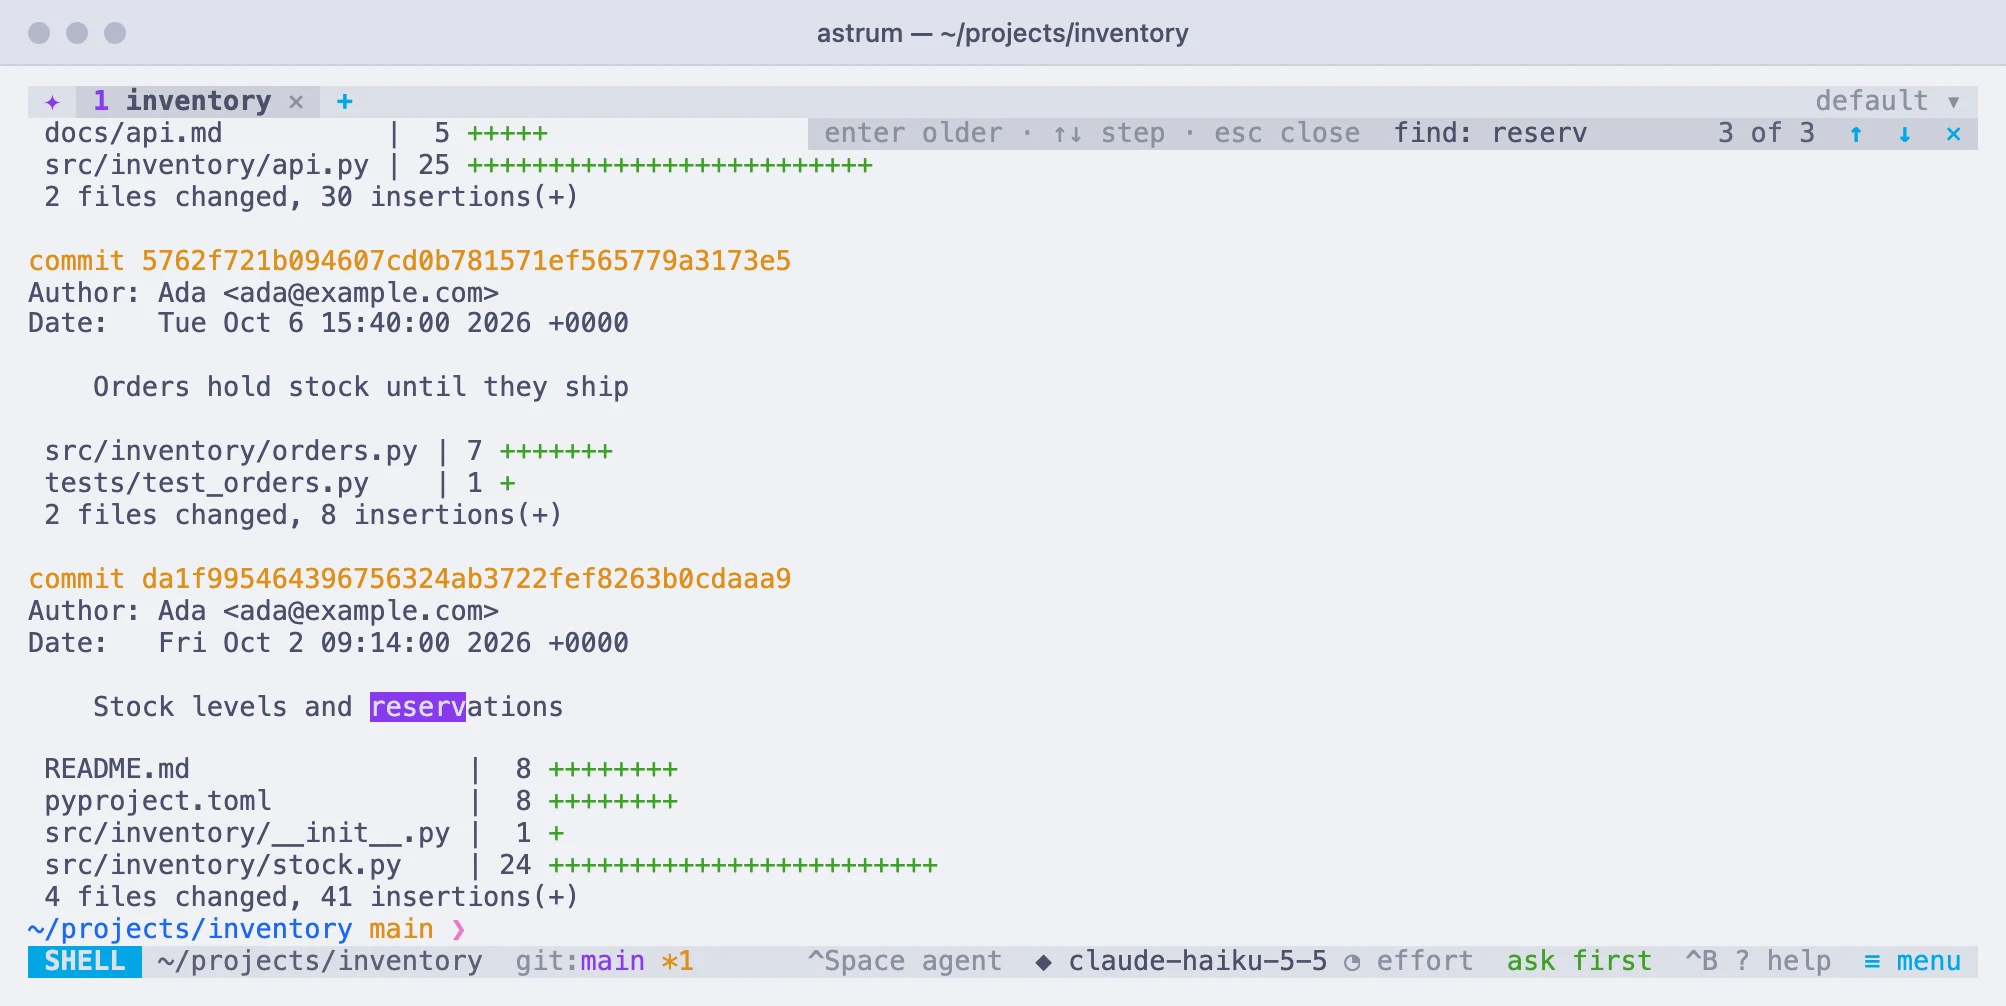 astrum — ~/projects/inventory
✦ 1 inventory × + default ▾
docs/api.md | 5 +++++ enter older · ↑↓ step · esc close find: reserv 3 of 3 ↑ ↓ ×
src/inventory/api.py | 25 +++++++++++++++++++++++++
2 files changed, 30 insertions(+)
commit 5762f721b094607cd0b781571ef565779a3173e5
Author: Ada <ada@example.com>
Date:   Tue Oct 6 15:40:00 2026 +0000
Orders hold stock until they ship
src/inventory/orders.py | 7 +++++++
tests/test_orders.py    | 1 +
2 files changed, 8 insertions(+)
commit da1f995464396756324ab3722fef8263b0cdaaa9
Author: Ada <ada@example.com>
Date:   Fri Oct 2 09:14:00 2026 +0000
Stock levels and reservations
README.md                 |  8 ++++++++
pyproject.toml            |  8 ++++++++
src/inventory/__init__.py |  1 +
src/inventory/stock.py    | 24 ++++++++++++++++++++++++
4 files changed, 41 insertions(+)
~/projects/inventory main ❯
SHELL ~/projects/inventory git:main *1 ^Space agent ◆ claude-haiku-5-5 ◔ effort ask first ^B ? help ≡ menu